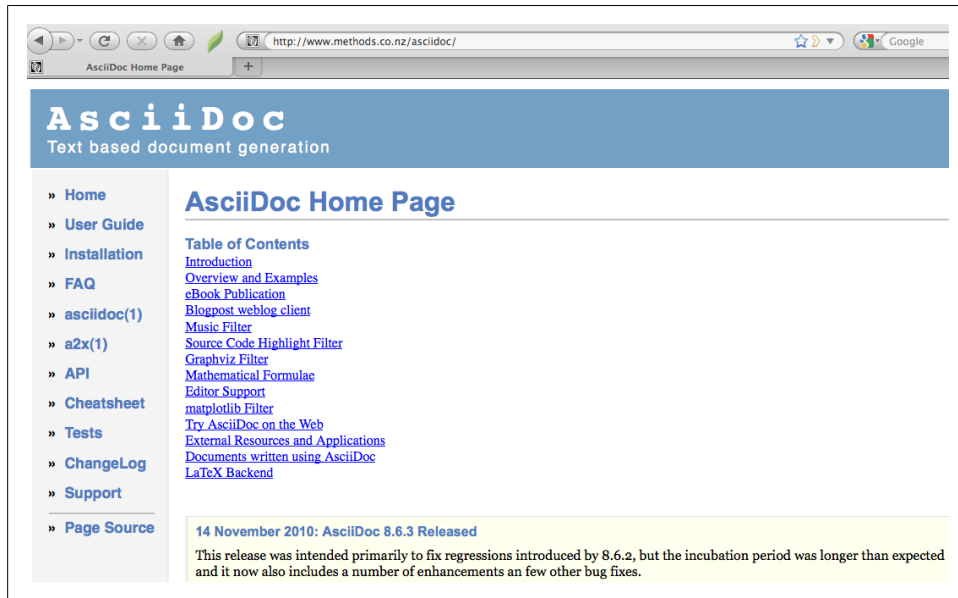 http://www.methods.co.nz/asciidoc/
Google
AsciiDoc Home Page
+
AsciiDoc
Text based document generation
» Home
» User Guide
» Installation
» FAQ
» asciidoc(1)
» a2x(1)
» API
» Cheatsheet
» Tests
» ChangeLog
» Support
» Page Source
AsciiDoc Home Page
Table of Contents
Introduction
Overview and Examples
eBook Publication
Blogpost weblog client
Music Filter
Source Code Highlight Filter
Graphviz Filter
Mathematical Formulae
Editor Support
matplotlib Filter
Try AsciiDoc on the Web
External Resources and Applications
Documents written using AsciiDoc
LaTeX Backend
14 November 2010: AsciiDoc 8.6.3 Released
This release was intended primarily to fix regressions introduced by 8.6.2, but the incubation period was longer than expected
and it now also includes a number of enhancements an few other bug fixes.